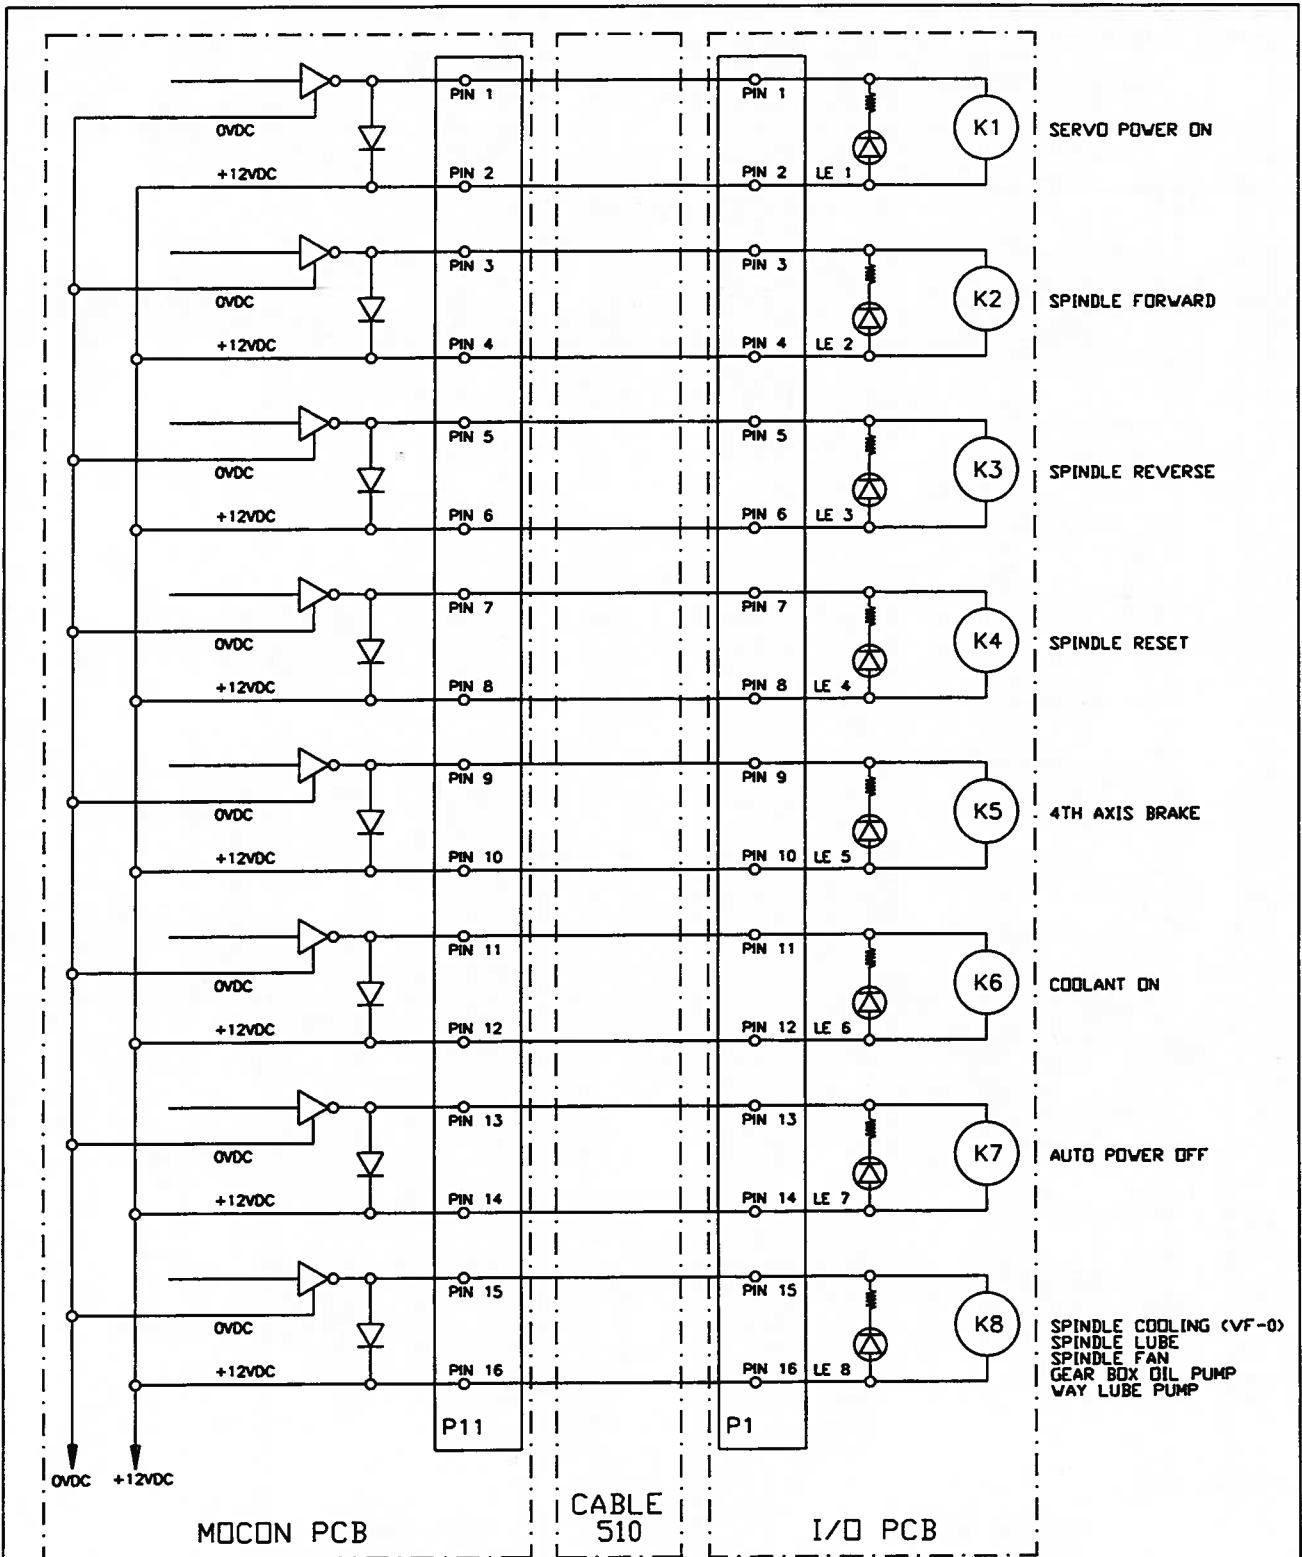 PIN 1 PIN 1
0VDC K1 SERVO POWER ON
+12VDC PIN 2 PIN 2 LE 1
PIN 3 PIN 3
0VDC K2 SPINDLE FORWARD
+12VDC PIN 4 PIN 4 LE 2
PIN 5 PIN 5
0VDC K3 SPINDLE REVERSE
+12VDC PIN 6 PIN 6 LE 3
PIN 7 PIN 7
0VDC K4 SPINDLE RESET
+12VDC PIN 8 PIN 8 LE 4
PIN 9 PIN 9
0VDC K5 4TH AXIS BRAKE
+12VDC PIN 10 PIN 10 LE 5
PIN 11 PIN 11
0VDC K6 COOLANT ON
+12VDC PIN 12 PIN 12 LE 6
PIN 13 PIN 13
0VDC K7 AUTO POWER OFF
+12VDC PIN 14 PIN 14 LE 7
PIN 15 PIN 15
0VDC K8 SPINDLE COOLING (VF-0)
SPINDLE LUBE
SPINDLE FAN
+12VDC PIN 16 PIN 16 LE 8 GEAR BOX OIL PUMP
WAY LUBE PUMP
P11 P1
0VDC +12VDC
MOCON PCB CABLE 510 I/O PCB